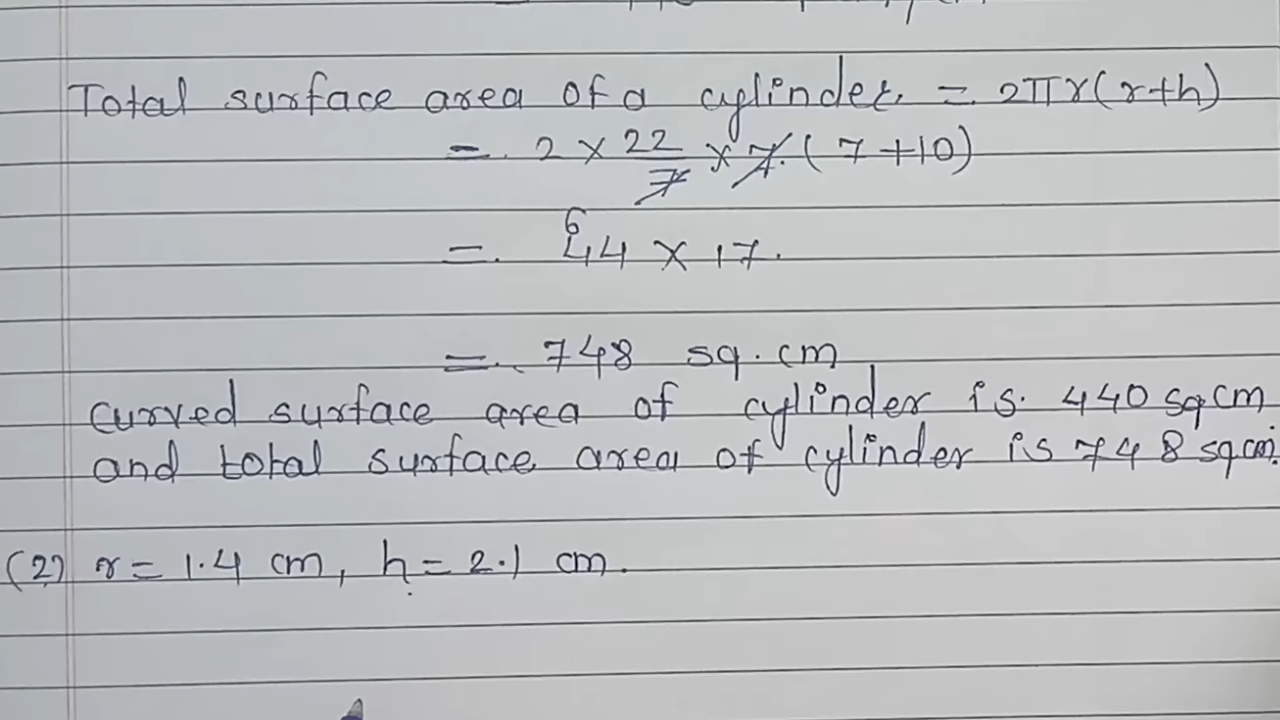 Total surface area of a cylinder. = 2πr(r+h)
=. 2 × 22/7 × 7. (7+10)
=. 44 × 17.
6
=. 748 sq. cm
curved surface area of cylinder is. 440 sq cm
and total surface area of cylinder is 748 sq cm.
(2) r = 1.4 cm, h = 2.1 cm.